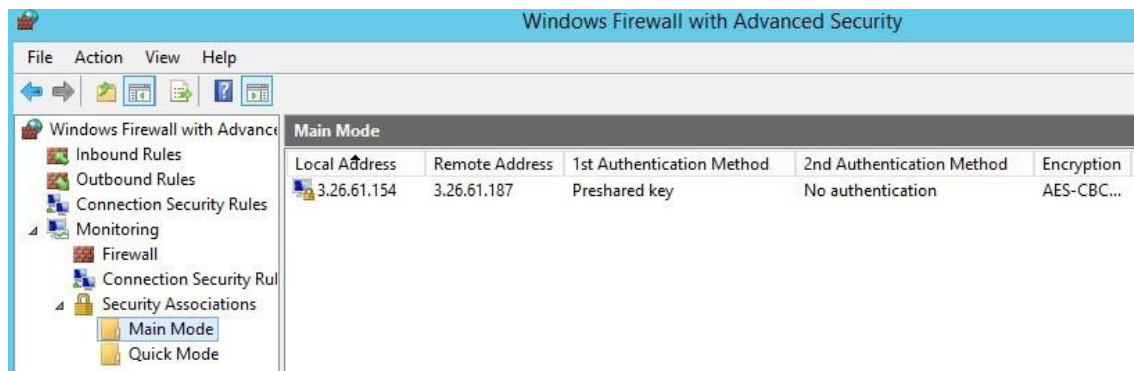 Windows Firewall with Advanced Security
File Action View Help
Windows Firewall with Advance
Inbound Rules
Outbound Rules
Connection Security Rules
Monitoring
Firewall
Connection Security Rul
Security Associations
Main Mode
Quick Mode
Main Mode
Local Address Remote Address 1st Authentication Method 2nd Authentication Method Encryption
3.26.61.154 3.26.61.187 Preshared key No authentication AES-CBC...